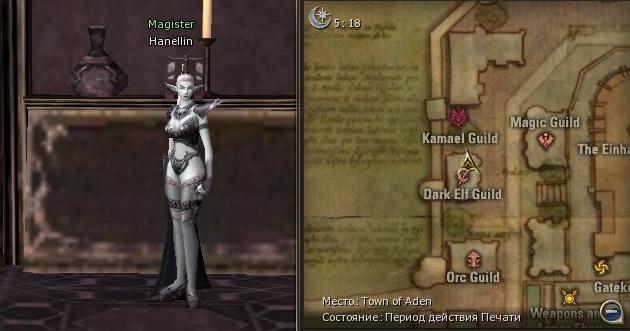 Magister
Hanellin
5:18
Kamael Guild
Magic Guild
The Einha
Dark Elf Guild
Orc Guild
Gatek
Weapons an
Место: Town of Aden
Состояние: Период действия Печати